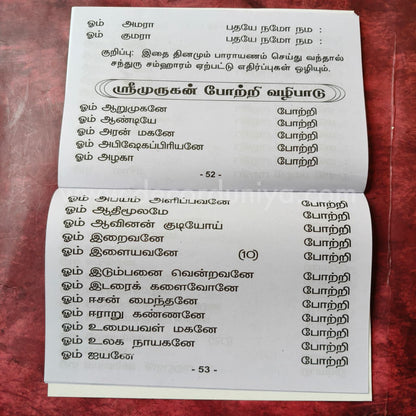 ஓம் அமரா பதயே நமோ நம :
ஓம் குமரா பதயே நமோ நம :
குறிப்பு: இதை தினமும் பாராயணம் செய்து வந்தால்
சத்துரு சம்ஹாரம் ஏற்பட்டு எதிர்ப்புகள் ஒழியும்.
ஸ்ரீமுருகன் போற்றி வழிபாடு
ஓம் ஆறுமுகனே போற்றி
ஓம் ஆண்டியே போற்றி
ஓம் அரன் மகனே போற்றி
ஓம் அபிஷேகப்பிரியனே போற்றி
ஓம் அழகா போற்றி
- 52 -
ஓம் அபயம் அளிப்பவனே போற்றி
ஓம் ஆதிமூலமே போற்றி
ஓம் ஆவினன் குடியோய் போற்றி
ஓம் இறைவனே போற்றி
ஓம் இளையவனே (10) போற்றி
ஓம் இடும்பனை வென்றவனே போற்றி
ஓம் இடரைக் களைவோனே போற்றி
ஓம் ஈசன் மைந்தனே போற்றி
ஓம் ஈராறு கண்ணனே போற்றி
ஓம் உமையவள் மகனே போற்றி
ஓம் உலக நாயகனே போற்றி
ஓம் ஐயனே போற்றி
- 53 -